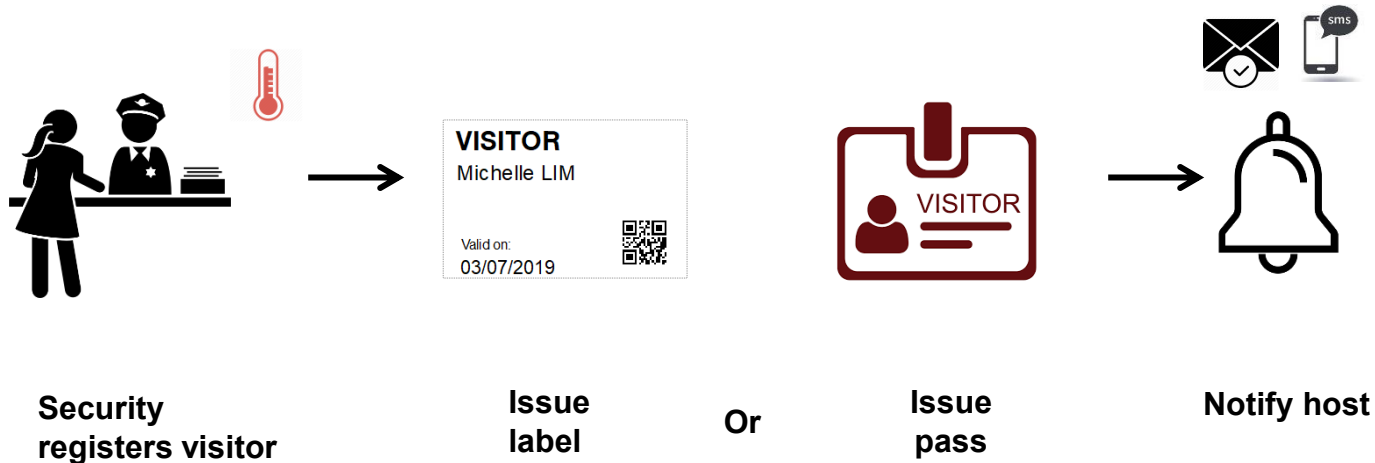 sms
VISITOR
Michelle LIM
Valid on:
03/07/2019
VISITOR
Security
registers visitor
Issue
label
Or
Issue
pass
Notify host